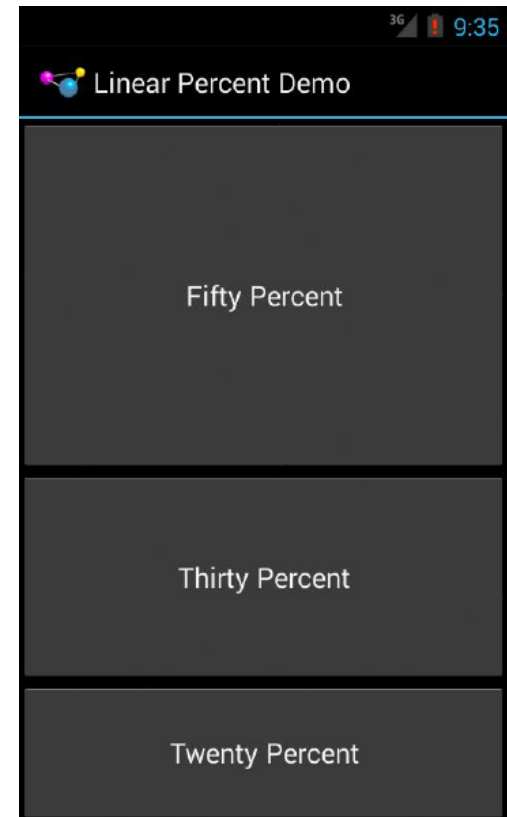 3G 9:35
Linear Percent Demo
Fifty Percent
Thirty Percent
Twenty Percent